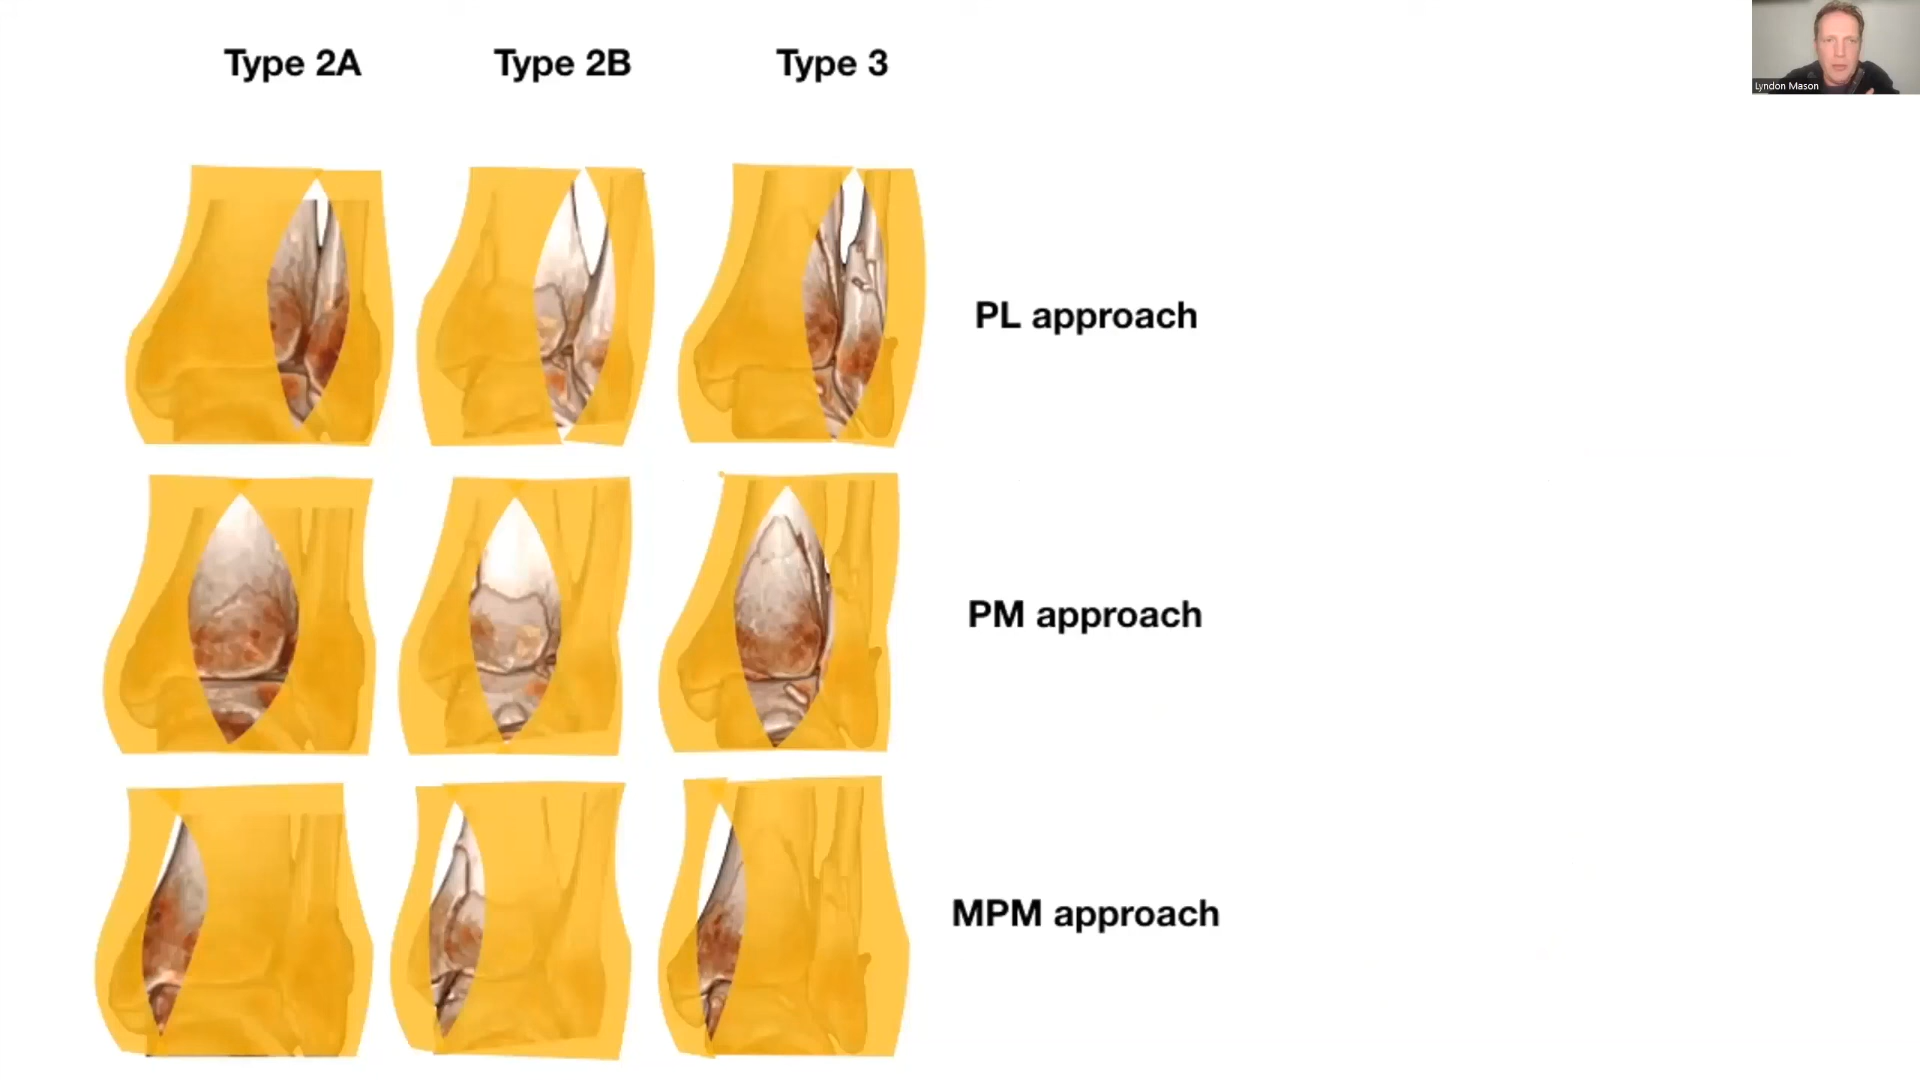 Type 2A
Type 2B
Type 3
Lyndon Mason
PL approach
PM approach
MPM approach